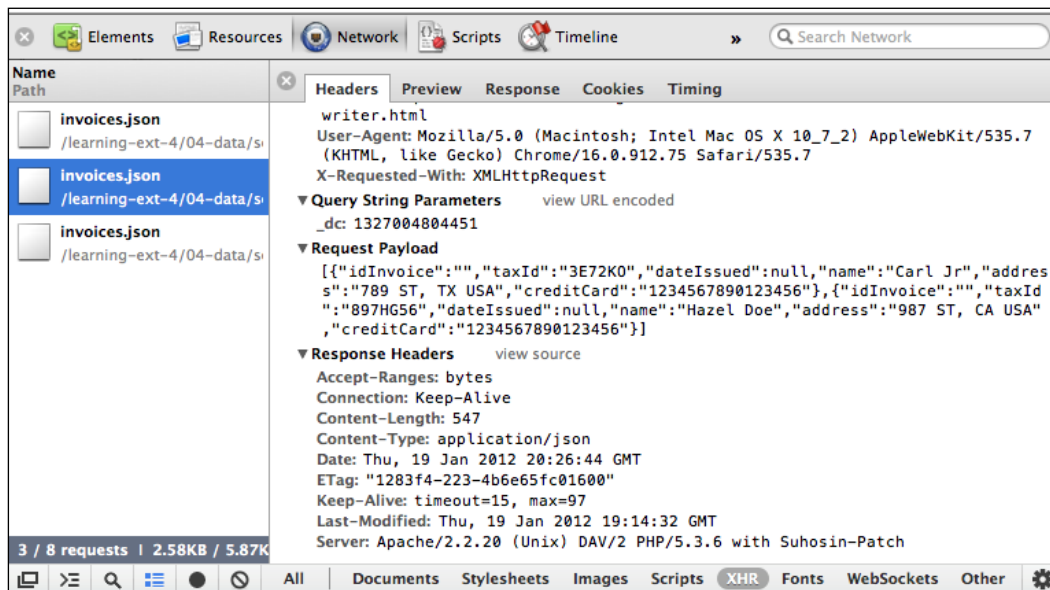 Elements Resources Network Scripts Timeline » Search Network
Name
Path
invoices.json
/learning-ext-4/04-data/s
invoices.json
/learning-ext-4/04-data/s
invoices.json
/learning-ext-4/04-data/s
3 / 8 requests | 2.58KB / 5.87K
Headers Preview Response Cookies Timing
writer.html
User-Agent: Mozilla/5.0 (Macintosh; Intel Mac OS X 10_7_2) AppleWebKit/535.7
(KHTML, like Gecko) Chrome/16.0.912.75 Safari/535.7
X-Requested-With: XMLHttpRequest
▼Query String Parameters view URL encoded
_dc: 1327004804451
▼Request Payload
[{"idInvoice":"","taxId":"3E72KO","dateIssued":null,"name":"Carl Jr","addres
s":"789 ST, TX USA","creditCard":"1234567890123456"},{"idInvoice":"","taxId
":"897HG56","dateIssued":null,"name":"Hazel Doe","address":"987 ST, CA USA"
,"creditCard":"1234567890123456"}]
▼Response Headers view source
Accept-Ranges: bytes
Connection: Keep-Alive
Content-Length: 547
Content-Type: application/json
Date: Thu, 19 Jan 2012 20:26:44 GMT
ETag: "1283f4-223-4b6e65fc01600"
Keep-Alive: timeout=15, max=97
Last-Modified: Thu, 19 Jan 2012 19:14:32 GMT
Server: Apache/2.2.20 (Unix) DAV/2 PHP/5.3.6 with Suhosin-Patch
All Documents Stylesheets Images Scripts XHR Fonts WebSockets Other